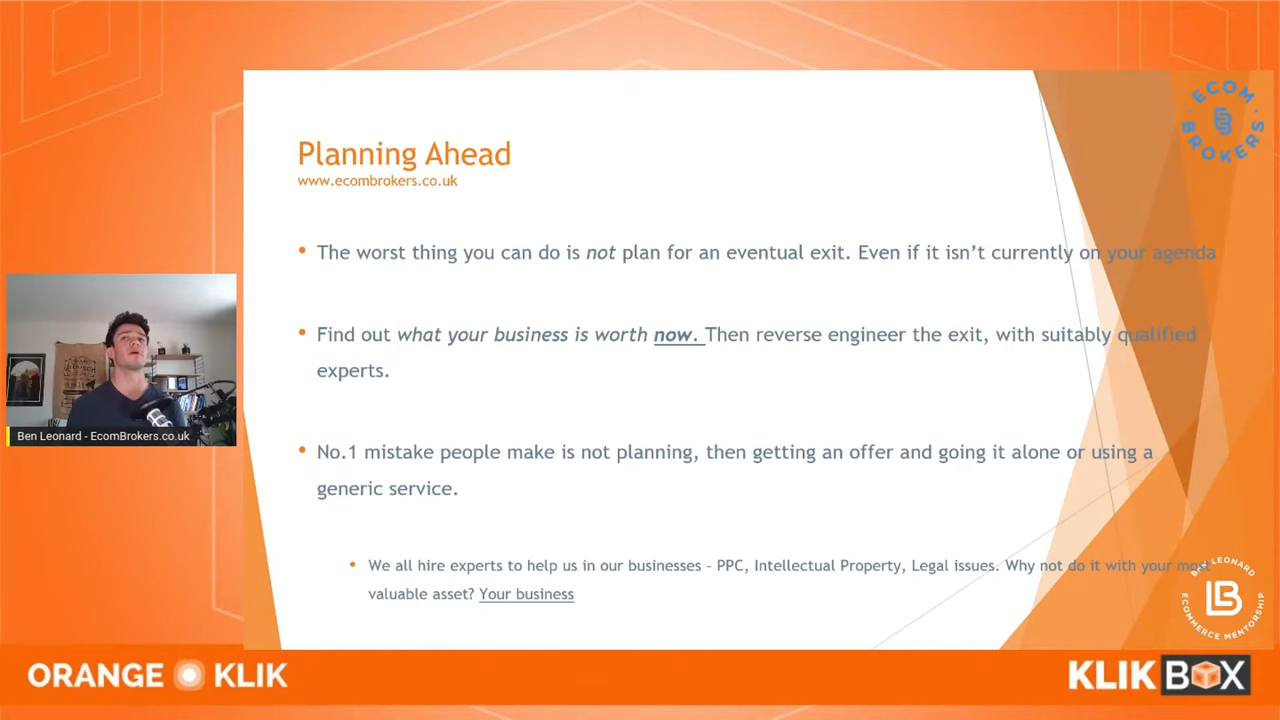 Planning Ahead
www.ecombrokers.co.uk
• The worst thing you can do is not plan for an eventual exit. Even if it isn't currently on your agenda
• Find out what your business is worth now. Then reverse engineer the exit, with suitably qualified
experts.
• No.1 mistake people make is not planning, then getting an offer and going it alone or using a
generic service.
• We all hire experts to help us in our businesses – PPC, Intellectual Property, Legal issues. Why not do it with your most
valuable asset? Your business
ECOM BROKERS
Ben Leonard - EcomBrokers.co.uk
BEN LEONARD
LB
ECOMMERCE MENTORSHIP
ORANGE KLIK
KLIK BOX